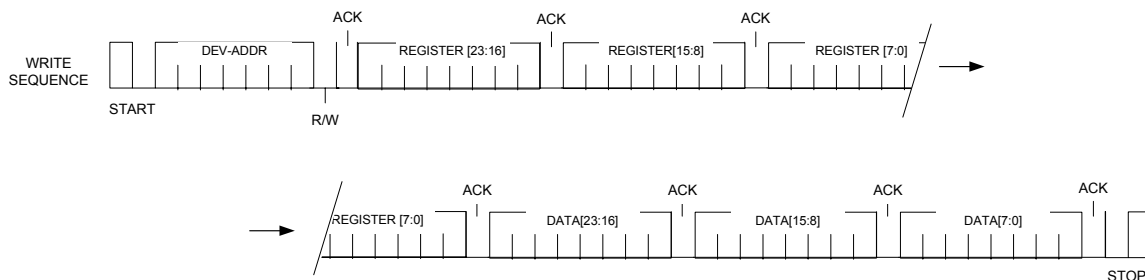 ACK ACK ACK
DEV-ADDR REGISTER [23:16] REGISTER[15:8] REGISTER [7:0]
WRITE
SEQUENCE
START
R/W
ACK ACK ACK ACK
REGISTER [7:0] DATA[23:16] DATA[15:8] DATA[7:0]
STOP